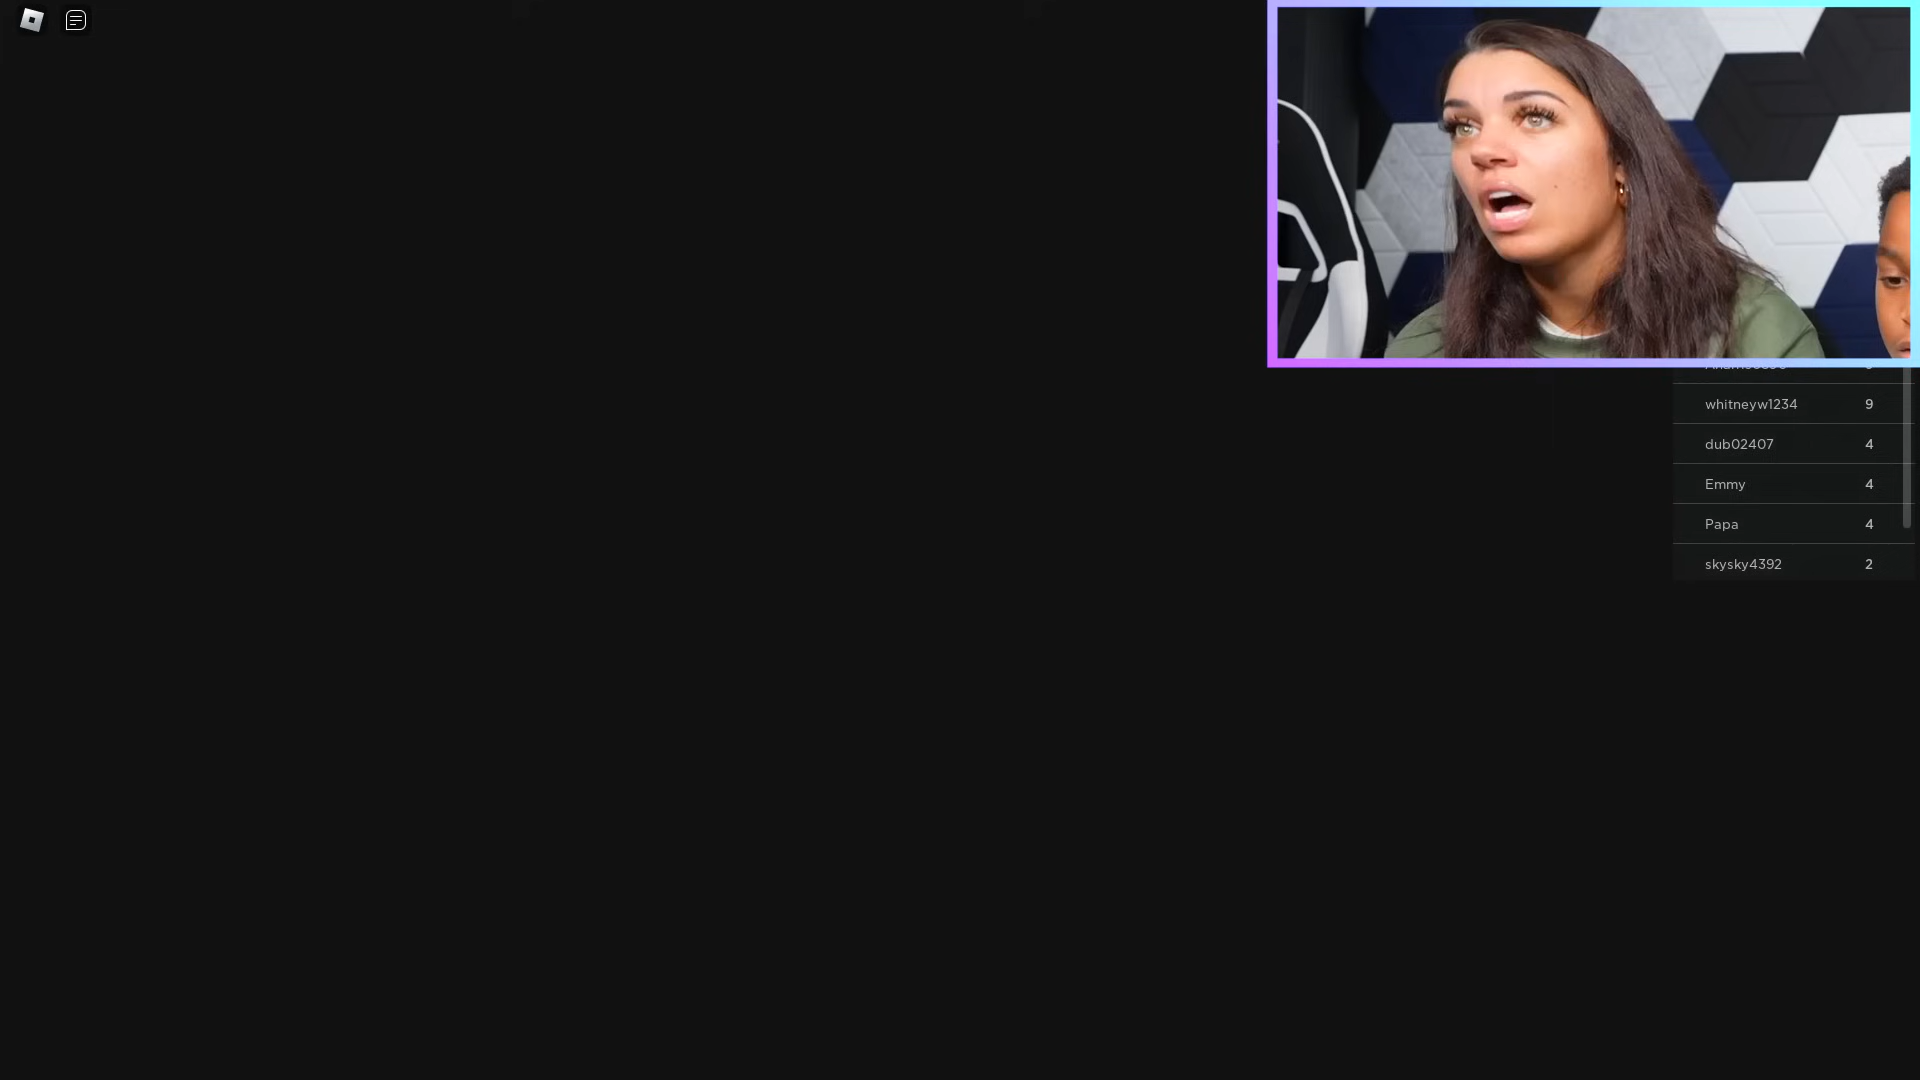 whitneyw1234 9
dub02407 4
Emmy 4
Papa 4
skysky4392 2